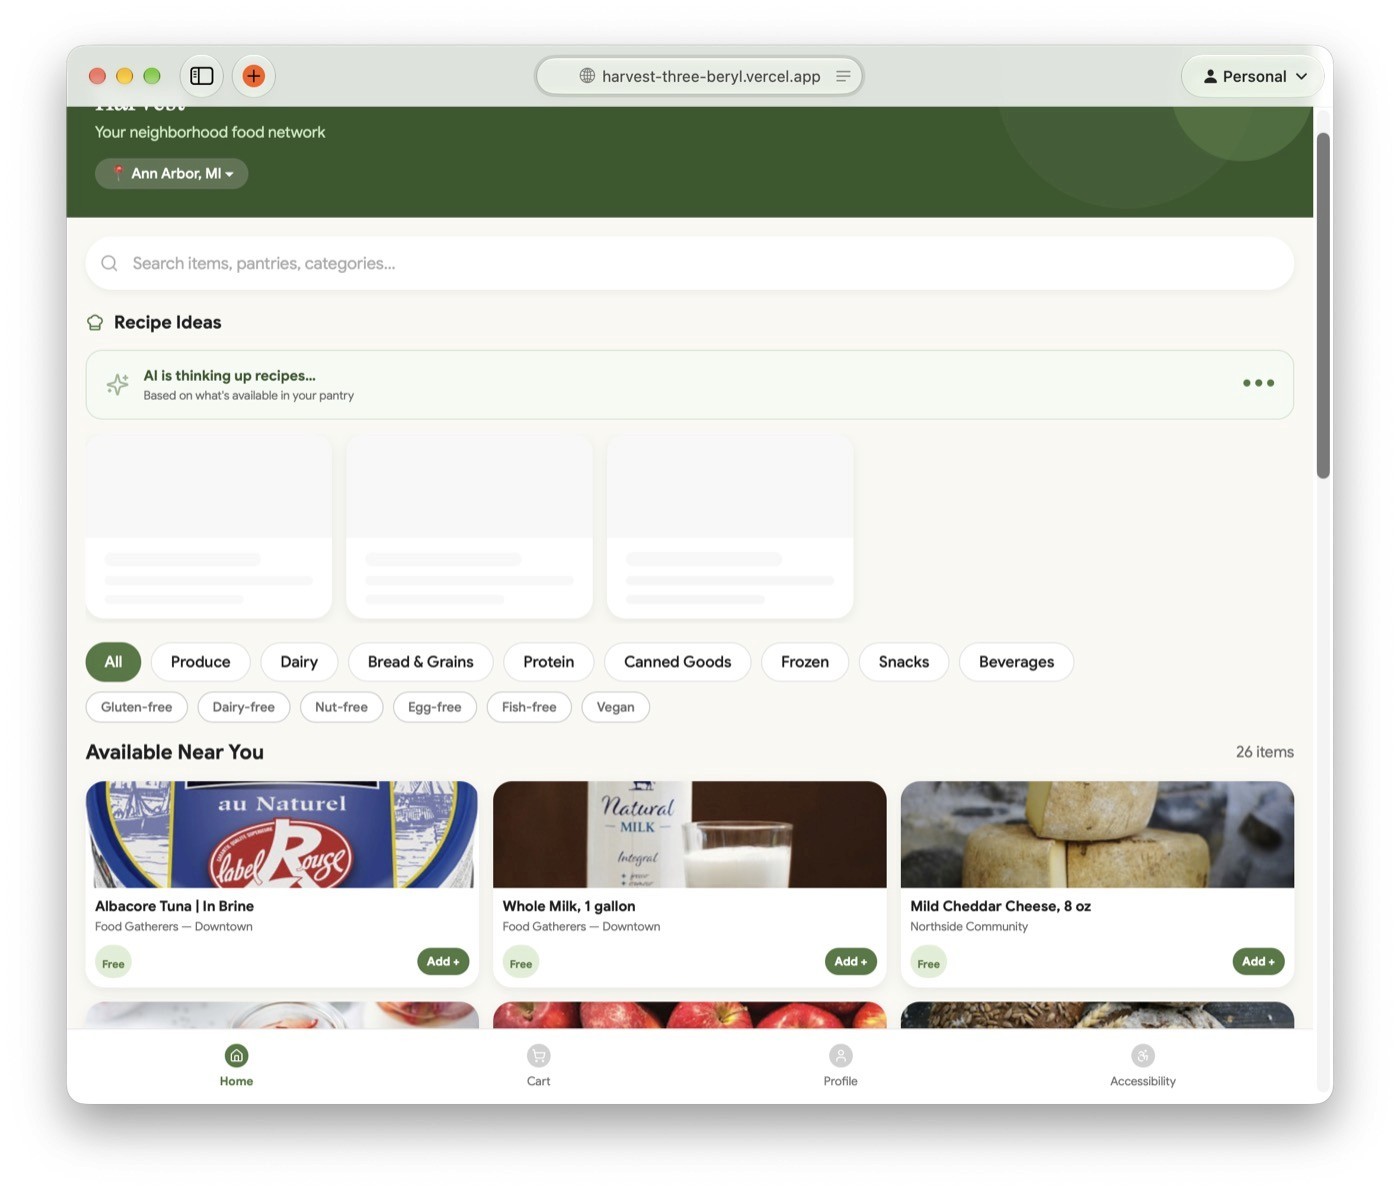 harvest-three-beryl.vercel.app
Personal
Harvest
Your neighborhood food network
Ann Arbor, MI
Search items, pantries, categories...
Recipe Ideas
AI is thinking up recipes...
Based on what's available in your pantry
All
Produce
Dairy
Bread & Grains
Protein
Canned Goods
Frozen
Snacks
Beverages
Gluten-free
Dairy-free
Nut-free
Egg-free
Fish-free
Vegan
Available Near You
26 items
au Naturel
label Rouge
Natural
MILK
Integral
Albacore Tuna | In Brine
Food Gatherers — Downtown
Free
Add +
Whole Milk, 1 gallon
Food Gatherers — Downtown
Free
Add +
Mild Cheddar Cheese, 8 oz
Northside Community
Free
Add +
Home
Cart
Profile
Accessibility